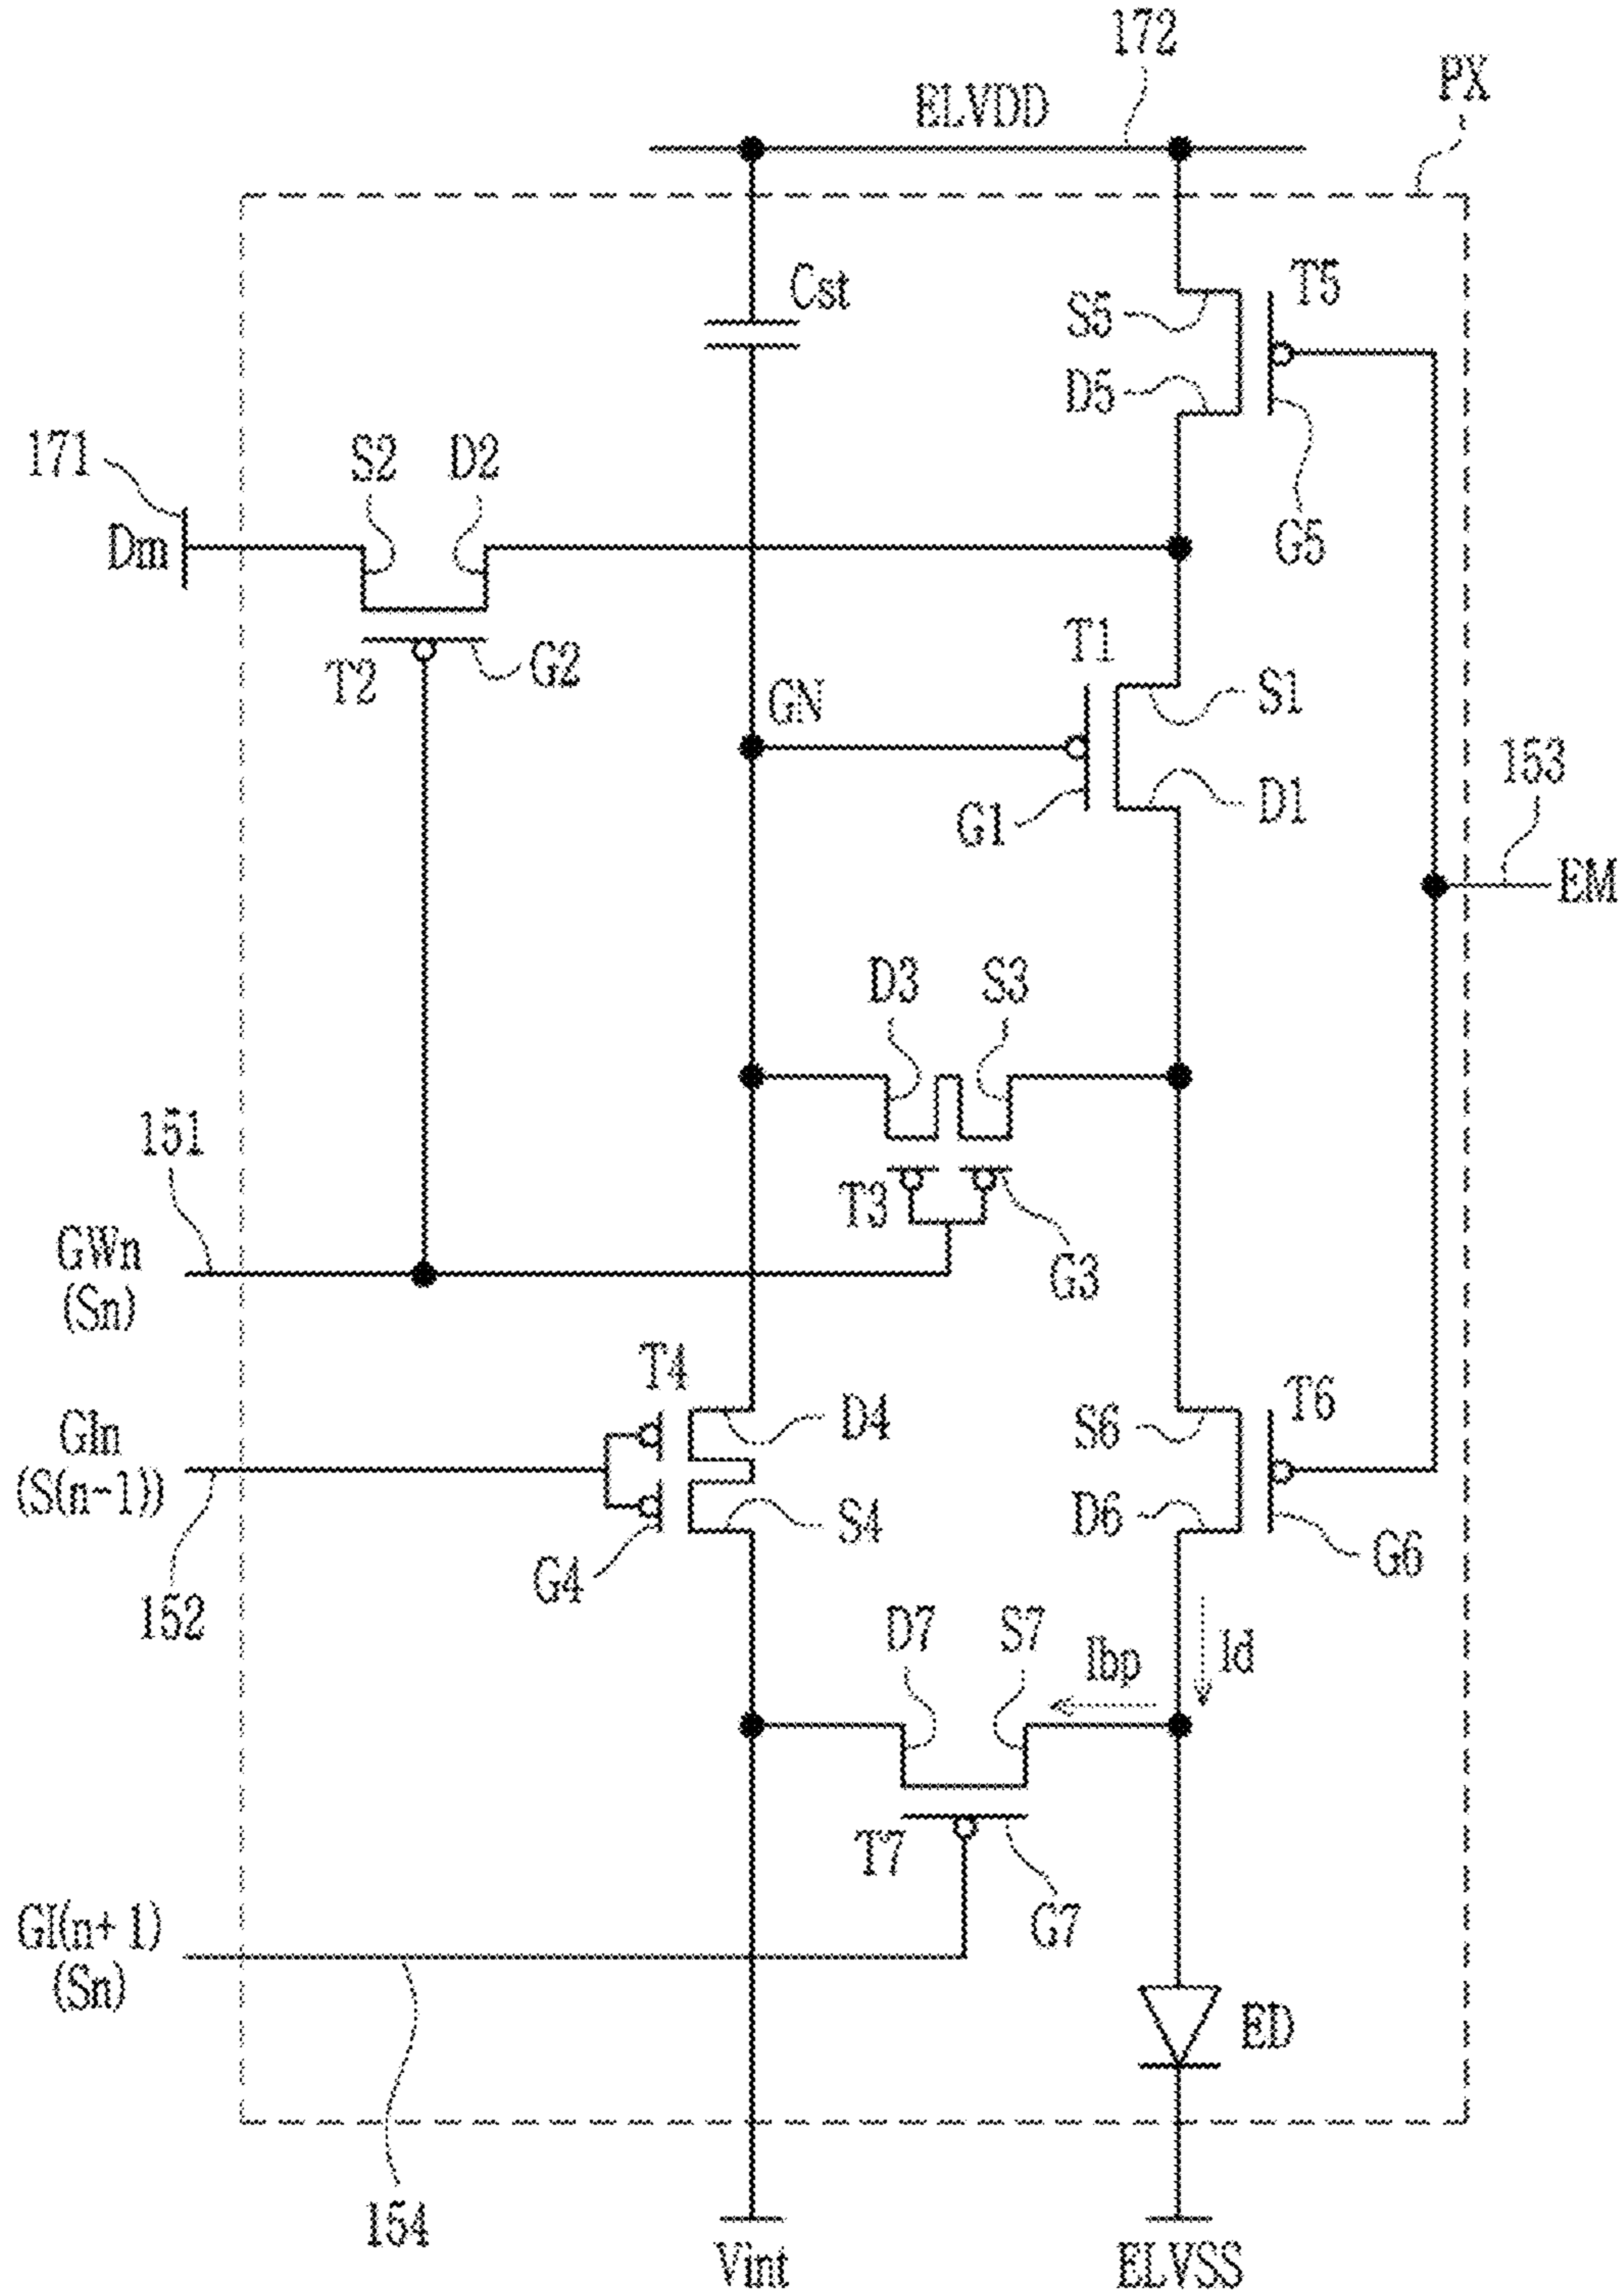 172
PX
ELVDD
Cst
T5
S5
D5
171
S2
D2
Dm
G5
T1
T2
G2
GN
S1
153
D1
G1
EM
D3
S3
151
T3
GWn
(Sn)
G3
T4
T6
GIn
D4
S6
(S(n-1))
S4
D6
G4
G6
152
D7
S7
Ibp
Id
T7
GI(n+1)
G7
(Sn)
ED
154
Vint
ELVSS